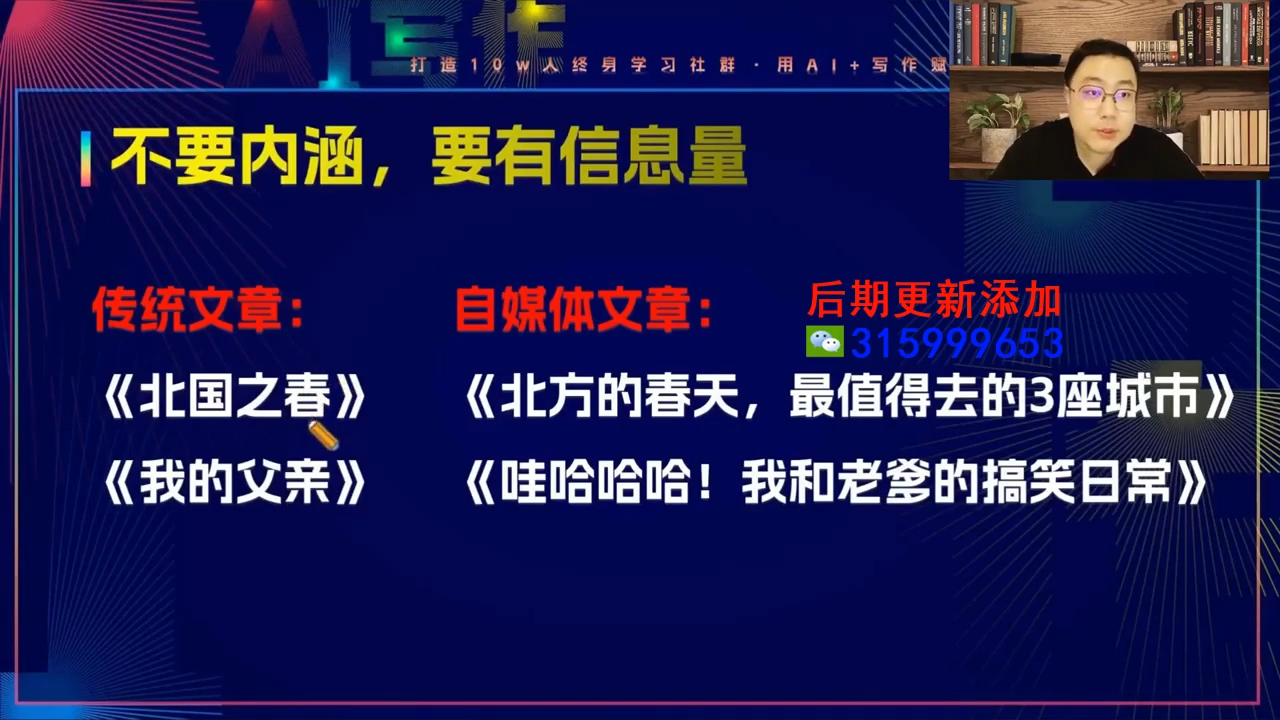 AI写作
打造10w人终身学习社群·用AI+写作赋
不要内涵，要有信息量
传统文章：
自媒体文章：
后期更新添加
315999653
《北国之春》
《北方的春天，最值得去的3座城市》
《我的父亲》
《哇哈哈哈！我和老爹的搞笑日常》